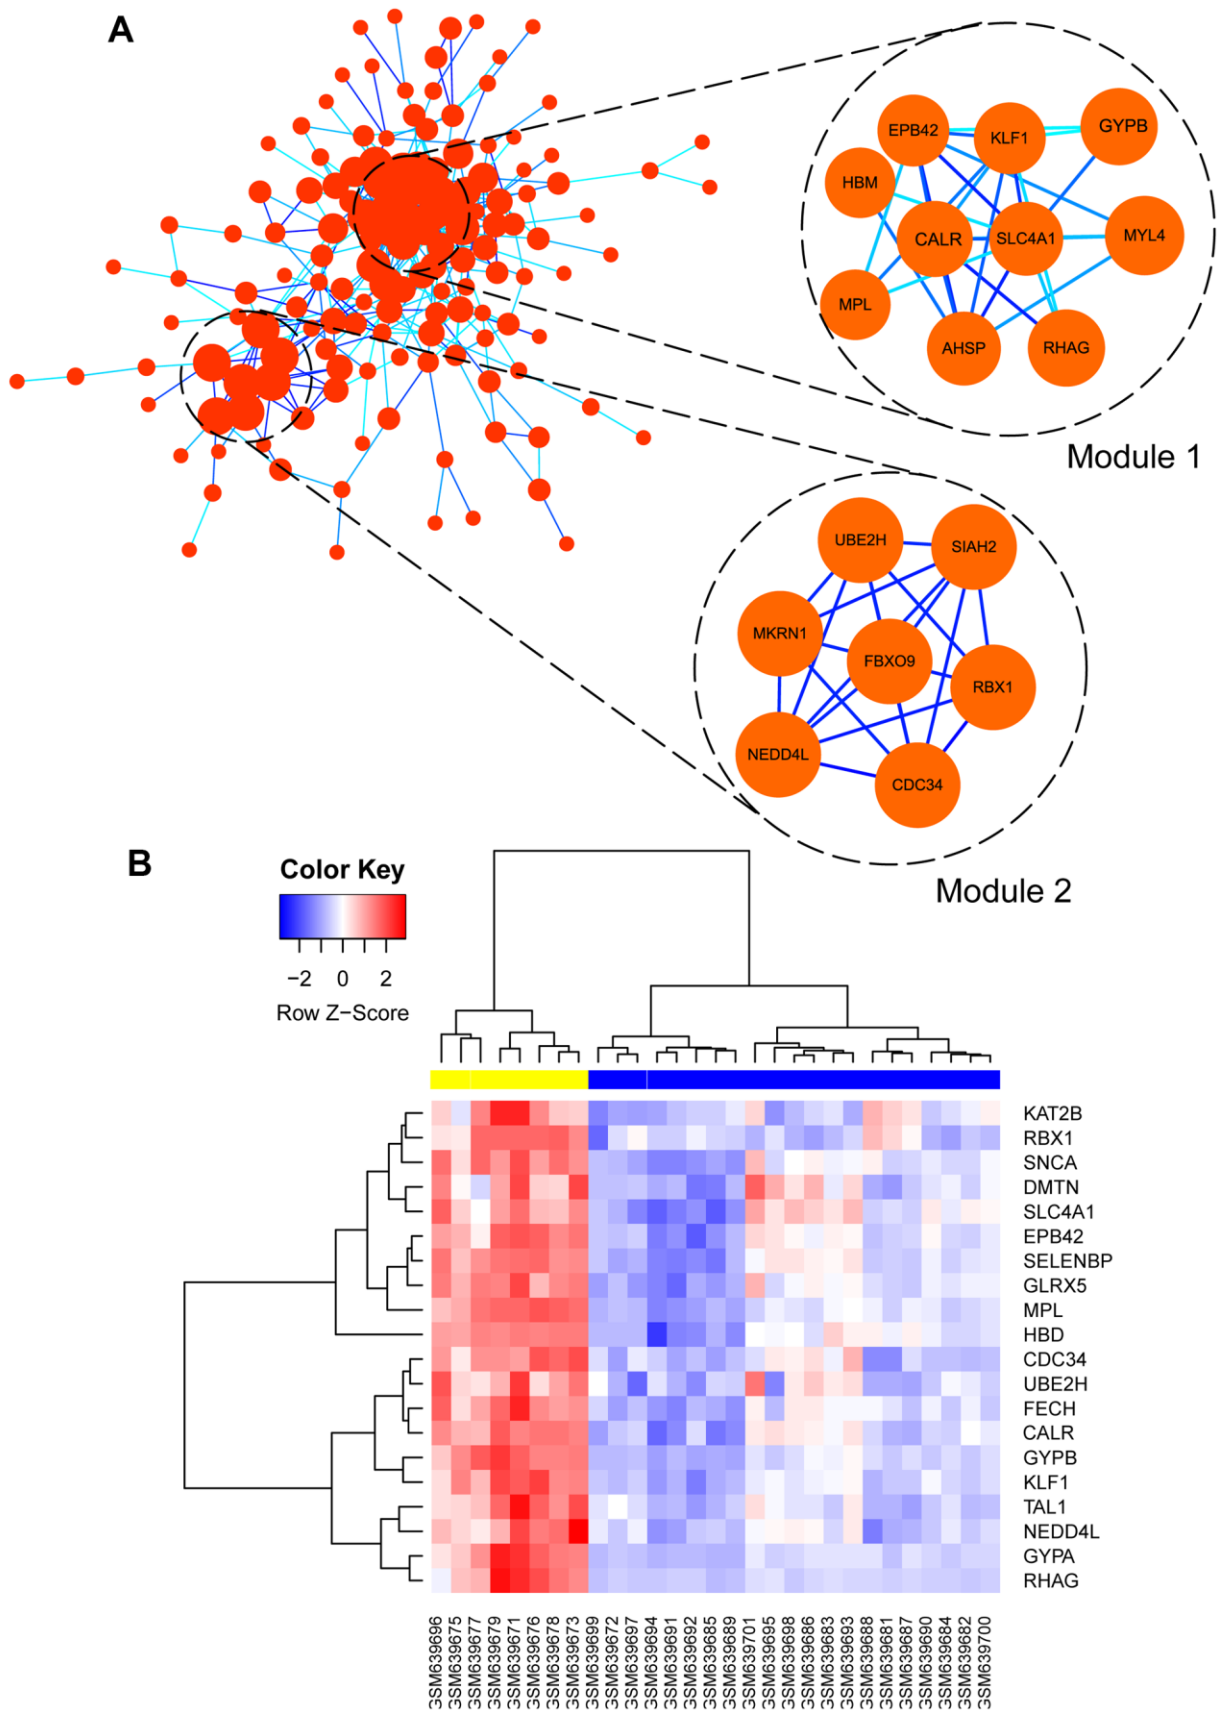 A
EPB42
KLF1
GYPB
HBM
CALR
SLC4A1
MYL4
MPL
AHSP
RHAG
Module 1
UBE2H
SIAH2
MKRN1
FBXO9
RBX1
NEDD4L
CDC34
Module 2
B
Color Key
−2 0 2
Row Z−Score
KAT2B
RBX1
SNCA
DMTN
SLC4A1
EPB42
SELENBP
GLRX5
MPL
HBD
CDC34
UBE2H
FECH
CALR
GYPB
KLF1
TAL1
NEDD4L
GYPA
RHAG
GSM639696
GSM639675
GSM639677
GSM639679
GSM639671
GSM639676
GSM639678
GSM639673
GSM639699
GSM639672
GSM639697
GSM639694
GSM639691
GSM639692
GSM639685
GSM639689
GSM639701
GSM639695
GSM639698
GSM639686
GSM639683
GSM639693
GSM639688
GSM639681
GSM639687
GSM639690
GSM639684
GSM639682
GSM639700